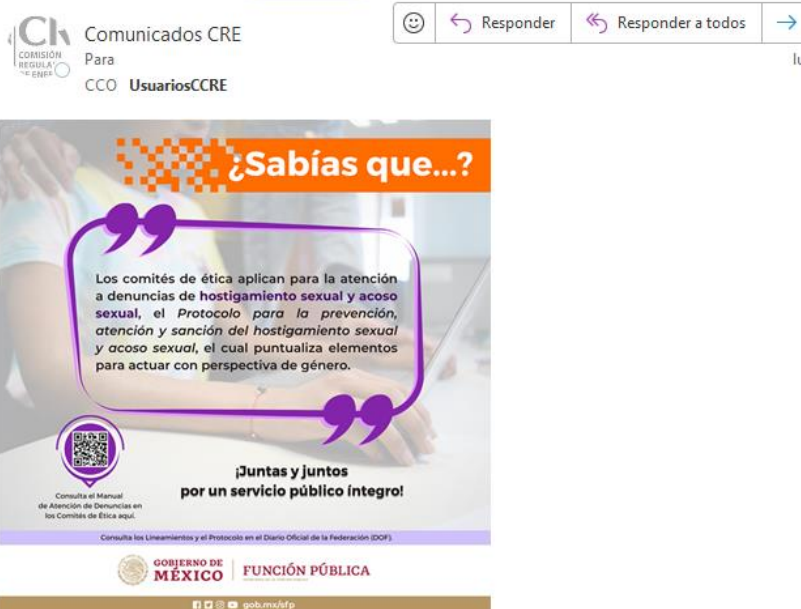 Comunicados CRE
Responder
Responder a todos
COMISIÓN
Para
CCO UsuariosCCRE
¿Sabías que...?
Los comités de ética aplican para la atención
a denuncias de hostigamiento sexual y acoso
sexual, el Protocolo para la prevención,
atención y sanción del hostigamiento sexual
y acoso sexual, el cual puntualiza elementos
para actuar con perspectiva de género.
Consulta el Manual
de Atención de Denuncias en
los Comités de Ética aquí.
¡Juntas y juntos
por un servicio público íntegro!
Consulta los Lineamientos y el Protocolo en el Diario Oficial de la Federación (DOF).
GOBIERNO DE
MÉXICO
FUNCIÓN PÚBLICA
gob.mx/sfp